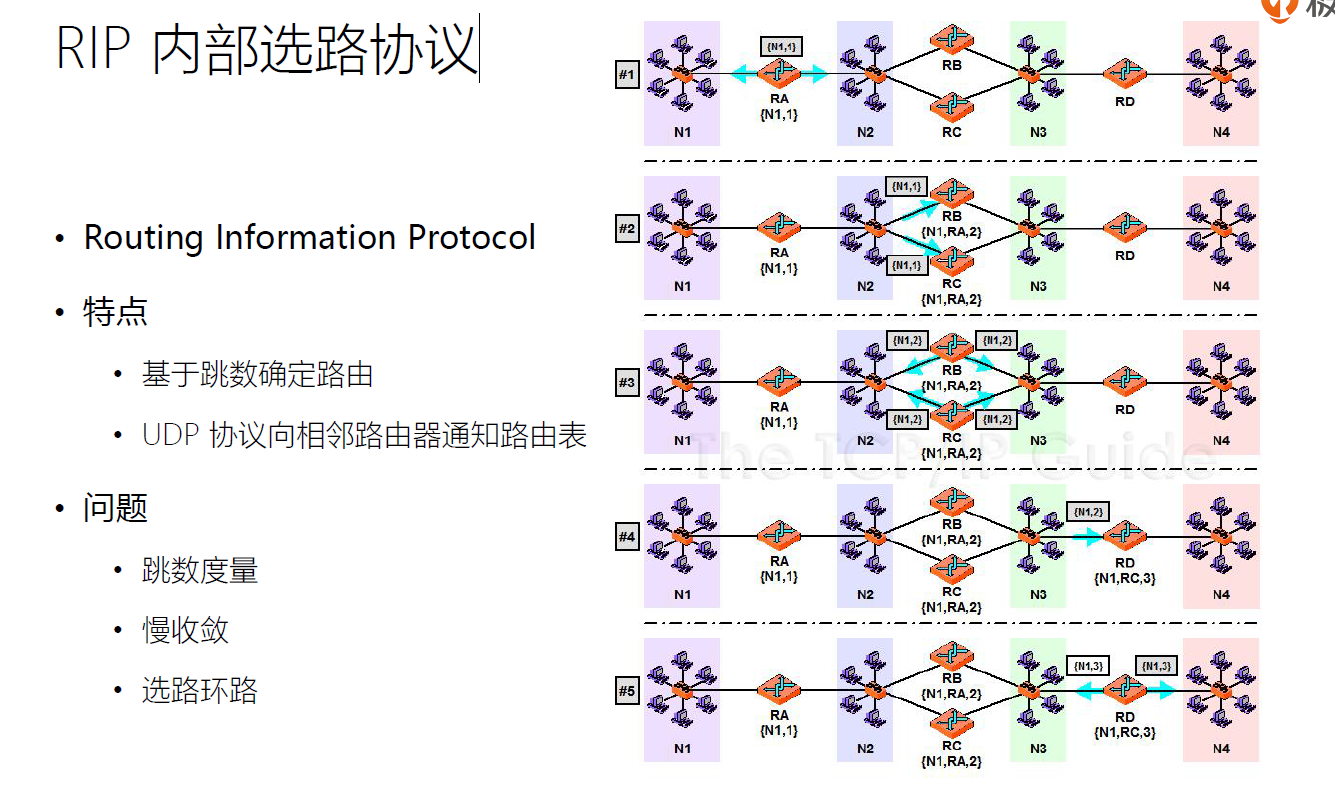 RIP 内部选路协议
• Routing Information Protocol
• 特点
• 基于跳数确定路由
• UDP 协议向相邻路由器通知路由表
• 问题
• 跳数度量
• 慢收敛
• 选路环路
#1
{N1,1}
RA
{N1,1}
RB
RC
RD
N1
N2
N3
N4
#2
{N1,1}
{N1,1}
RA
{N1,1}
RB
{N1,RA,2}
RC
{N1,RA,2}
RD
N1
N2
N3
N4
#3
{N1,2}
{N1,2}
RA
{N1,1}
RB
{N1,RA,2}
{N1,2}
{N1,2}
RC
{N1,RA,2}
RD
N1
N2
N3
N4
The TCP/IP Guide
#4
{N1,2}
RA
{N1,1}
RB
{N1,RA,2}
RC
{N1,RA,2}
RD
{N1,RC,3}
N1
N2
N3
N4
#5
{N1,3}
{N1,3}
RA
{N1,1}
RB
{N1,RA,2}
RC
{N1,RA,2}
RD
{N1,RC,3}
N1
N2
N3
N4